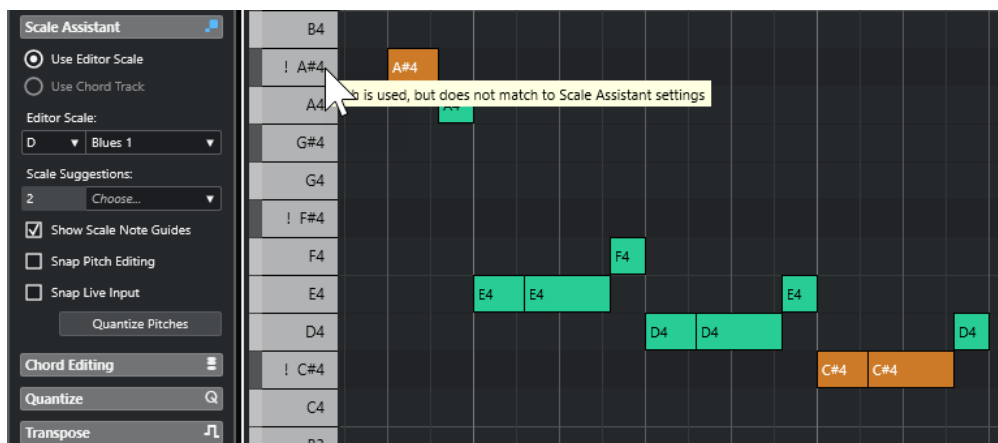 Scale Assistant
Use Editor Scale
Use Chord Track
Editor Scale:
D Blues 1
Scale Suggestions:
2 Choose...
Show Scale Note Guides
Snap Pitch Editing
Snap Live Input
Quantize Pitches
Chord Editing
Quantize
Transpose
B4
! A#4 A#4
is used, but does not match to Scale Assistant settings
A4 A4
G#4
G4
! F#4
F4 F4
E4 E4 E4 E4
D4 D4 D4 D4
! C#4 C#4 C#4
C4